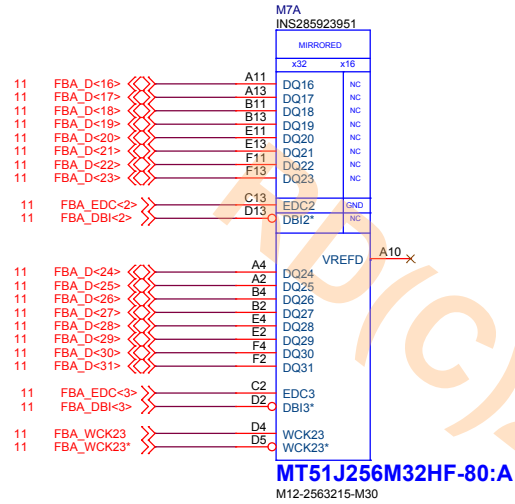 M7A
INS285923951
MIRRORED
x32 x16
11 FBA_D<16> A11 DQ16 NC
11 FBA_D<17> A13 DQ17 NC
11 FBA_D<18> B11 DQ18 NC
11 FBA_D<19> B13 DQ19 NC
11 FBA_D<20> E11 DQ20 NC
11 FBA_D<21> E13 DQ21 NC
11 FBA_D<22> F11 DQ22 NC
11 FBA_D<23> F13 DQ23 NC
11 FBA_EDC<2> C13 EDC2 GND
11 FBA_DBI<2> D13 DBI2* NC
VREFD A10
11 FBA_D<24> A4 DQ24
11 FBA_D<25> A2 DQ25
11 FBA_D<26> B4 DQ26
11 FBA_D<27> B2 DQ27
11 FBA_D<28> E4 DQ28
11 FBA_D<29> E2 DQ29
11 FBA_D<30> F4 DQ30
11 FBA_D<31> F2 DQ31
11 FBA_EDC<3> C2 EDC3
11 FBA_DBI<3> D2 DBI3*
11 FBA_WCK23 D4 WCK23
11 FBA_WCK23* D5 WCK23*
MT51J256M32HF-80:A
M12-2563215-M30
RD(C)